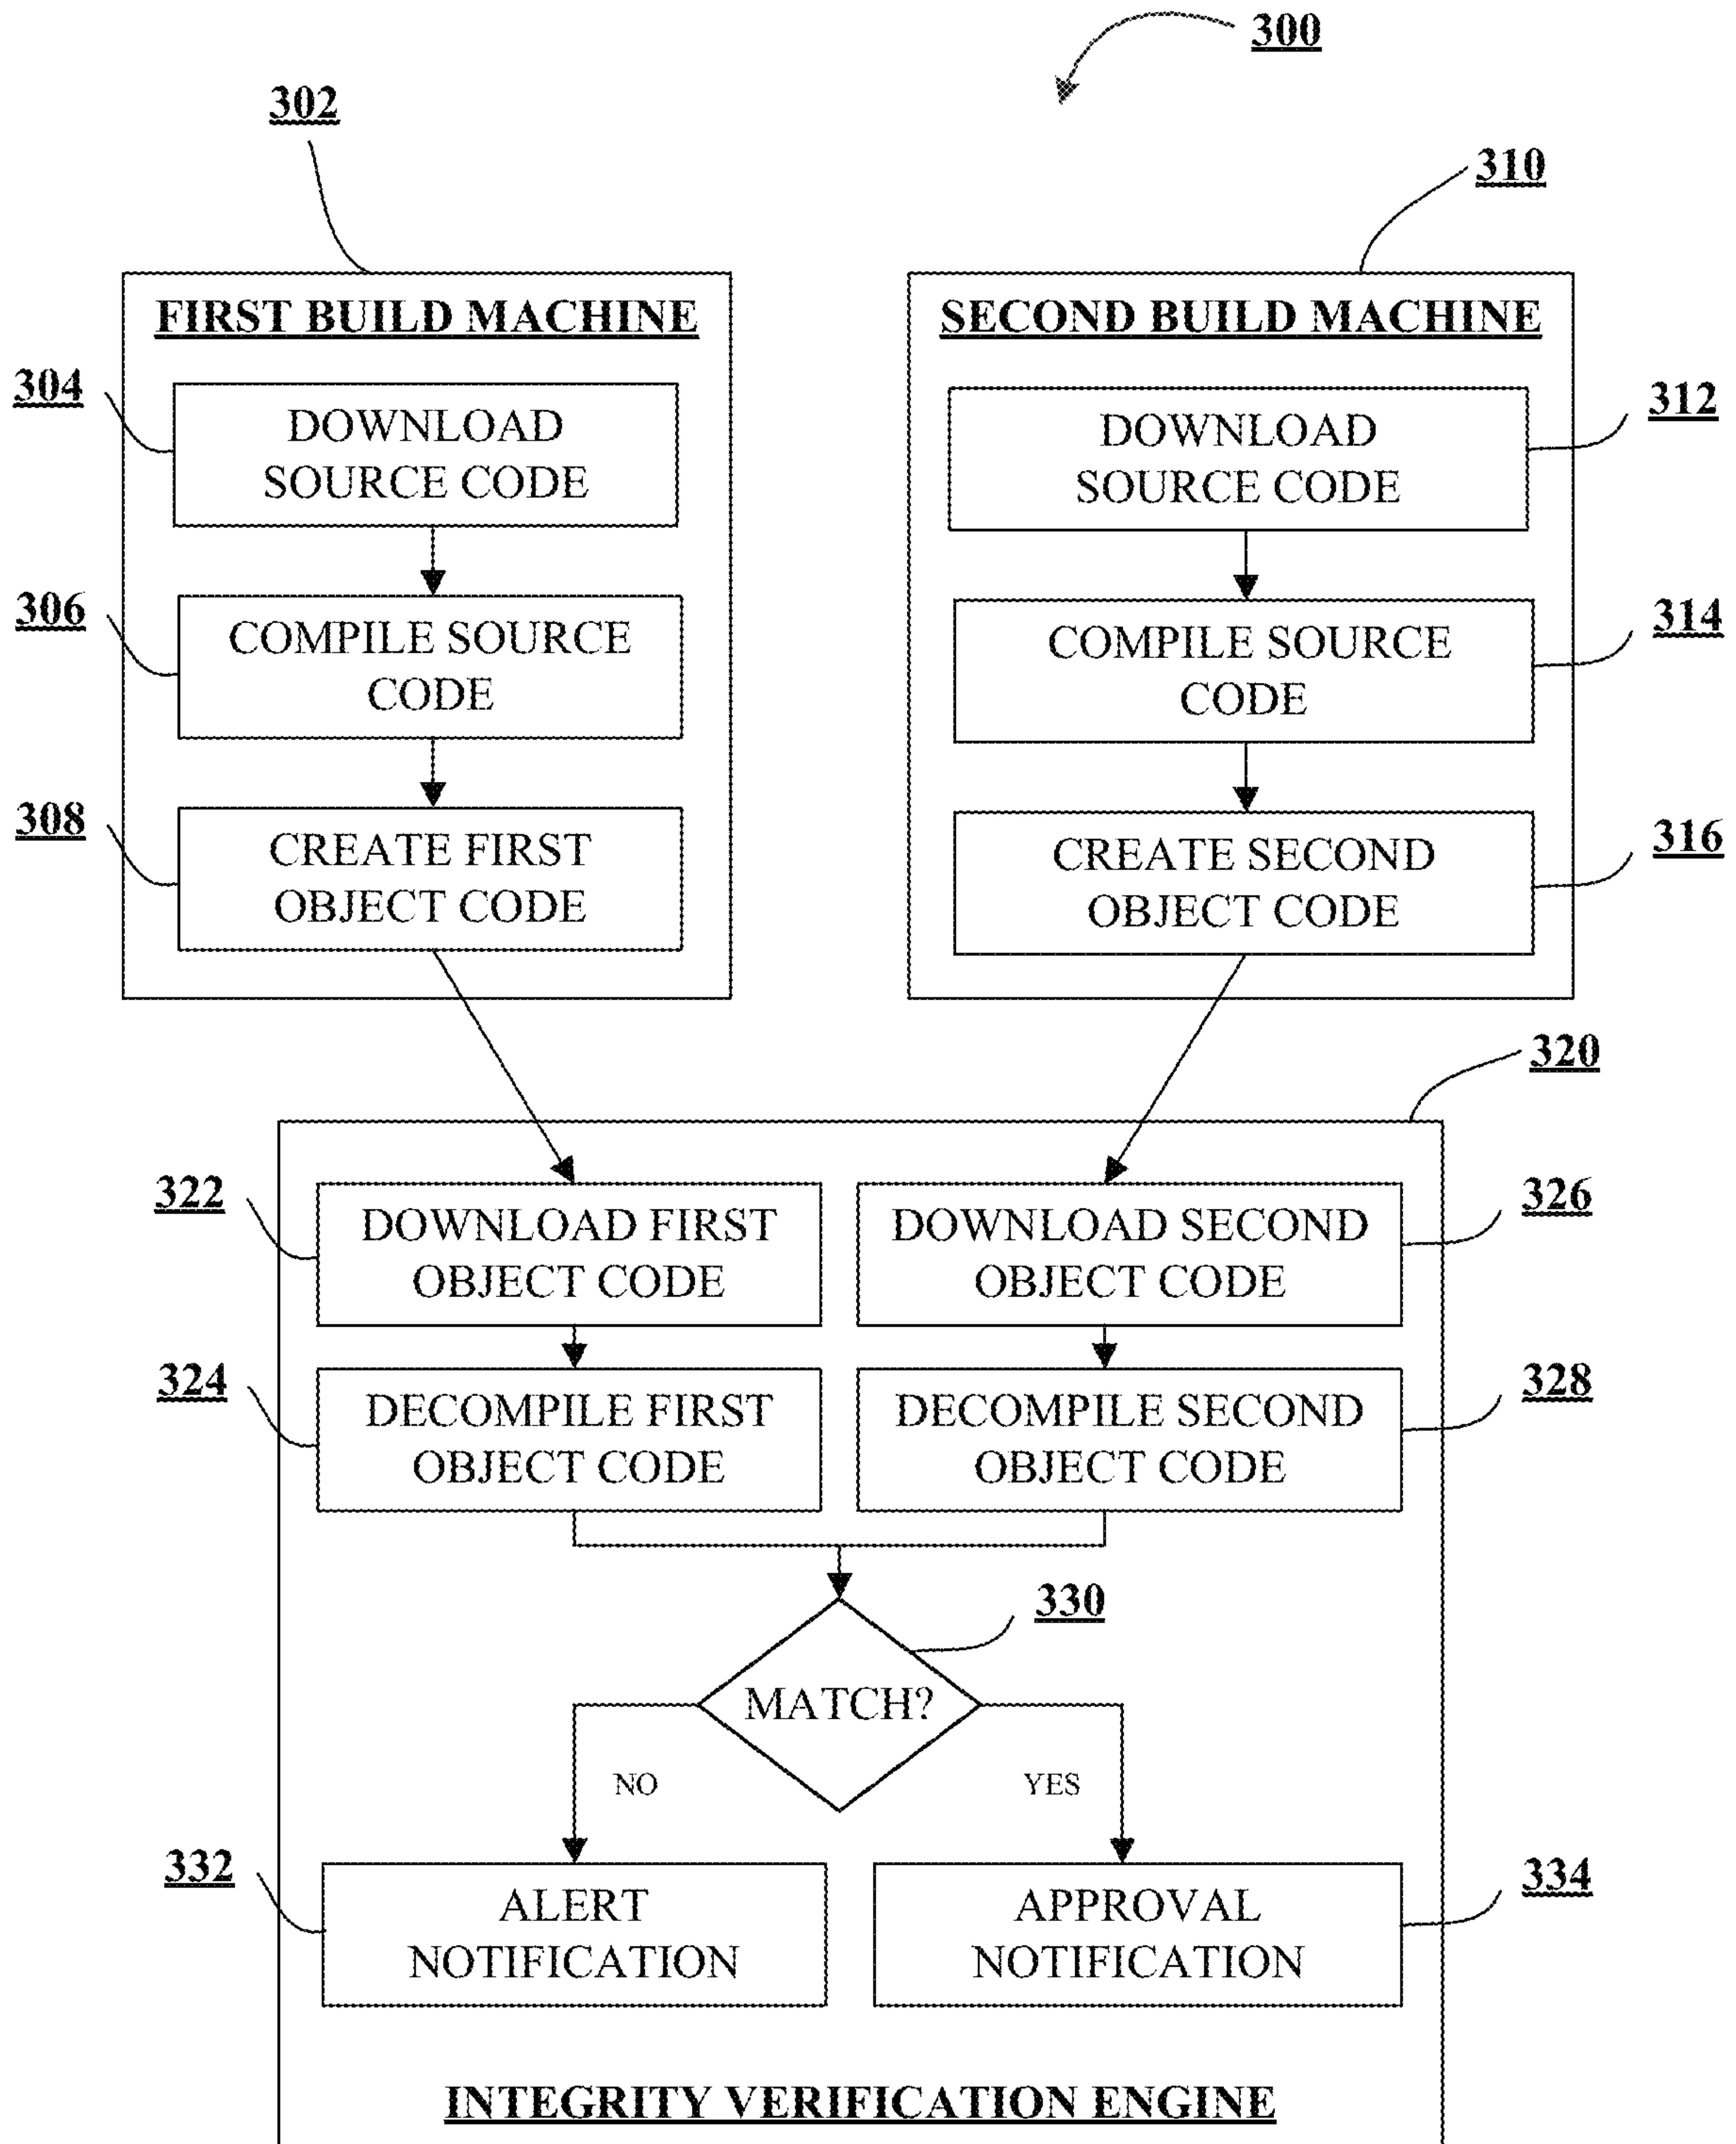 300
302
310
FIRST BUILD MACHINE
304
DOWNLOAD
SOURCE CODE
306
COMPILE SOURCE
CODE
308
CREATE FIRST
OBJECT CODE
SECOND BUILD MACHINE
312
DOWNLOAD
SOURCE CODE
314
COMPILE SOURCE
CODE
316
CREATE SECOND
OBJECT CODE
320
322
DOWNLOAD FIRST
OBJECT CODE
326
DOWNLOAD SECOND
OBJECT CODE
324
DECOMPILE FIRST
OBJECT CODE
328
DECOMPILE SECOND
OBJECT CODE
330
MATCH?
NO
YES
332
ALERT
NOTIFICATION
334
APPROVAL
NOTIFICATION
INTEGRITY VERIFICATION ENGINE